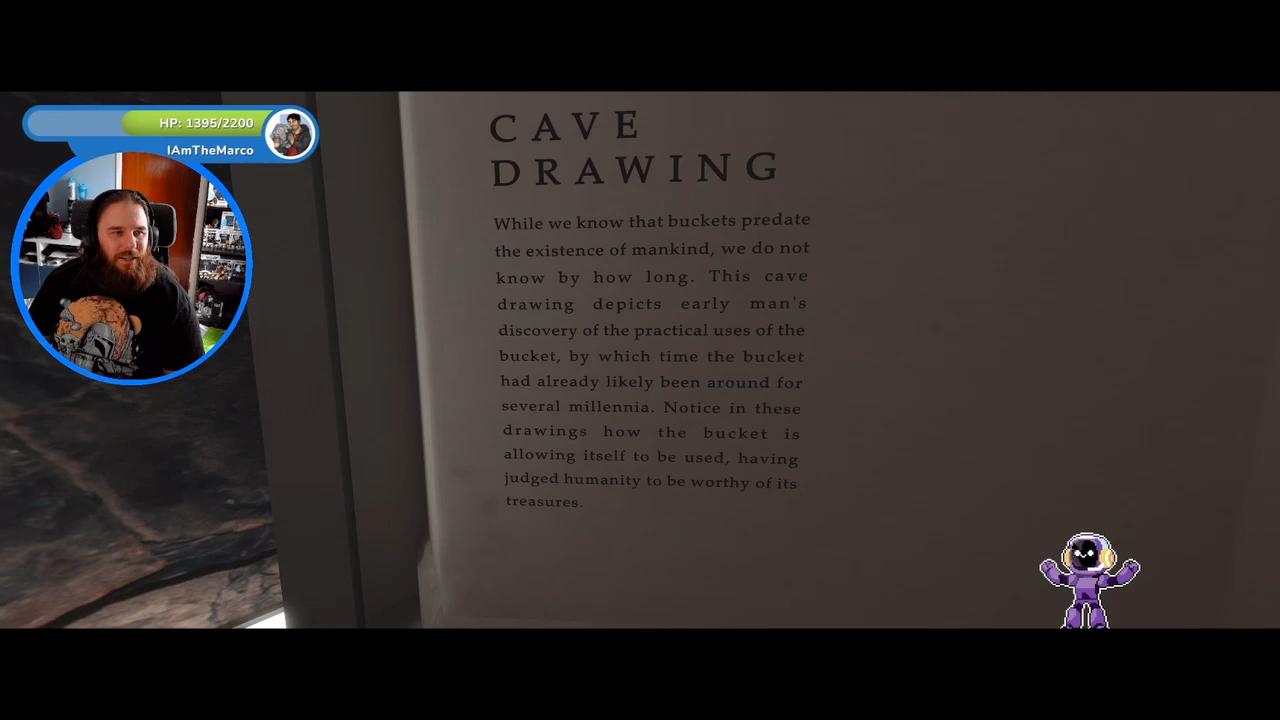 HP: 1395/2200
IAmTheMarco
CAVE
DRAWING
While we know that buckets predate
the existence of mankind, we do not
know by how long. This cave
drawing depicts early man's
discovery of the practical uses of the
bucket, by which time the bucket
had already likely been around for
several millennia. Notice in these
drawings how the bucket is
allowing itself to be used, having
judged humanity to be worthy of its
treasures.